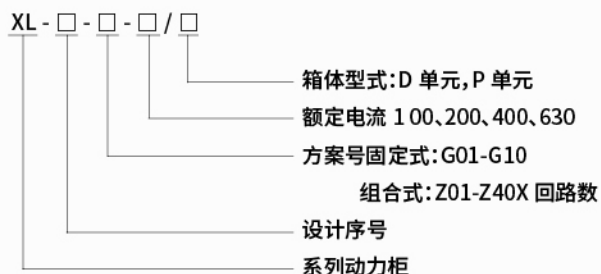 XL-□-□-□/□
箱体型式:D 单元,P 单元
额定电流 100、200、400、630
方案号固定式:G01-G10
组合式:Z01-Z40X 回路数
设计序号
系列动力柜